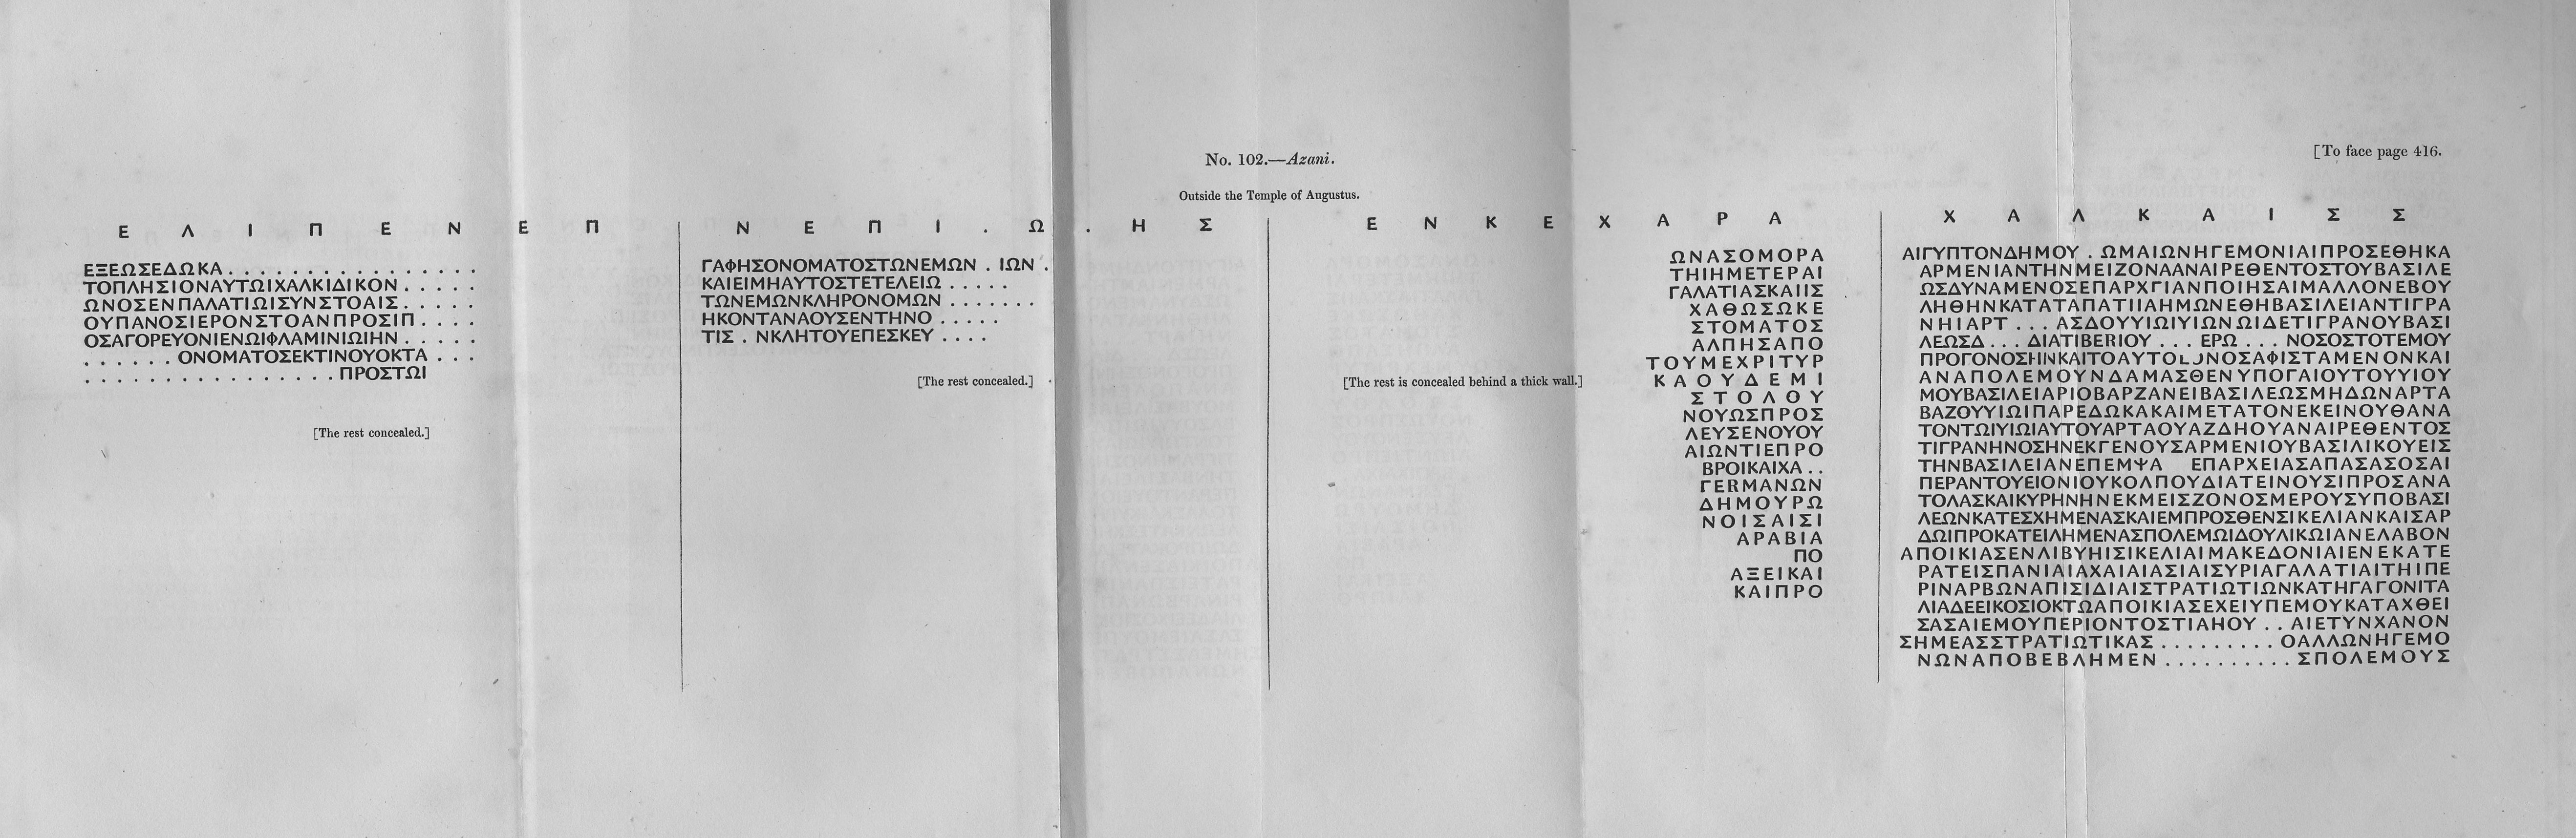 No. 102.—Azani.
[To face page 416.
Outside the Temple of Augustus.
Ε Λ Ι Π Ε Ν Ε Π Ν Ε Π Ι . Ω . Η Σ Ε Ν Κ Ε Χ Α Ρ Α Χ Α Λ Κ Α Ι Σ Σ
ΕΞΕΩΣΕΔΩΚΑ . . . . . . . . . . . . . . . . .
ΤΟΠΛΗΣΙΟΝΑΥΤΩΙΧΑΛΚΙΔΙΚΟΝ . . . . .
ΩΝΟΣΕΝΠΑΛΑΤΙΩΙΣΥΝΣΤΟΑΙΣ . . . . .
ΟΥΠΑΝΟΣΙΕΡΟΝΣΤΟΑΝΠΡΟΣΙΠ . . . .
ΟΣΑΓΟΡΕΥΟΝΙΕΝΩΙΦΛΑΜΙΝΙΩΙΗΝ . . . . .
. . . . . . ΟΝΟΜΑΤΟΣΕΚΤΙΝΟΥΟΚΤΑ . . .
. . . . . . . . . . . . . . . . ΠΡΟΣΤΩΙ
[The rest concealed.]
ΓΑΦΗΣΟΝΟΜΑΤΟΣΤΩΝΕΜΩΝ . ΙΩΝ .
ΚΑΙΕΙΜΗΑΥΤΟΣΤΕΤΕΛΕΙΩ . . . . .
ΤΩΝΕΜΩΝΚΛΗΡΟΝΟΜΩΝ . . . . . . .
ΗΚΟΝΤΑΝΑΟΥΣΕΝΤΗΝΟ . . . . .
ΤΙΣ . ΝΚΛΗΤΟΥΕΠΕΣΚΕΥ . . . .
[The rest concealed.]
[The rest is concealed behind a thick wall.]
ΩΝΑΣΟΜΟΡΑ
ΤΗΙΗΜΕΤΕΡΑΙ
ΓΑΛΑΤΙΑΣΚΑΙΙΣ
ΧΑΘΩΣΩΚΕ
ΣΤΟΜΑΤΟΣ
ΑΛΠΗΣΑΠΟ
ΤΟΥΜΕΧΡΙΤΥΡ
ΚΑΟΥΔΕΜΙ
ΣΤΟΛΟΥ
ΝΟΥΩΣΠΡΟΣ
ΛΕΥΣΕΝΟΥΟΥ
ΑΙΩΝΤΙΕΠΡΟ
ΒΡΟΙΚΑΙΧΑ . .
ΓΕRΜΑΝΩΝ
ΔΗΜΟΥΡΩ
ΝΟΙΣΑΙΣΙ
ΑΡΑΒΙΑ
ΠΟ
ΑΞΕΙΚΑΙ
ΚΑΙΠΡΟ
ΑΙΓΥΠΤΟΝΔΗΜΟΥ . ΩΜΑΙΩΝΗΓΕΜΟΝΙΑΙΠΡΟΣΕΘΗΚΑ
ΑΡΜΕΝΙΑΝΤΗΝΜΕΙΖΟΝΑΑΝΑΙΡΕΘΕΝΤΟΣΤΟΥΒΑΣΙΛΕ
ΩΣΔΥΝΑΜΕΝΟΣΕΠΑΡΧΓΙΑΝΠΟΙΗΣΑΙΜΑΛΛΟΝΕΒΟΥ
ΛΗΘΗΝΚΑΤΑΤΑΠΑΤΙΙΑΗΜΩΝΕΘΗΒΑΣΙΛΕΙΑΝΤΙΓΡΑ
ΝΗΙΑΡΤ . . . ΑΣΔΟΥΥΙΩΙΥΙΩΝΩΙΔΕΤΙΓΡΑΝΟΥΒΑΣΙ
ΛΕΩΣΔ . . . ΔΙΑΤΙΒΕRΙΟΥ . . . ΕΡΩ . . . ΝΟΣΟΣΤΟΤΕΜΟΥ
ΑΝΑΠΟΛΕΜΟΥΝΔΑΜΑΣΘΕΝΥΠΟΓΑΙΟΥΤΟΥΥΙΟΥ
ΜΟΥΒΑΣΙΛΕΙΑΡΙΟΒΑΡΖΑΝΕΙΒΑΣΙΛΕΩΣΜΗΔΩΝΑΡΤΑ
ΒΑΖΟΥΥΙΩΙΠΑΡΕΔΩΚΑΚΑΙΜΕΤΑΤΟΝΕΚΕΙΝΟΥΘΑΝΑ
ΤΟΝΤΩΙΥΙΩΙΑΥΤΟΥΑΡΤΑΟΥΑΖΔΗΟΥΑΝΑΙΡΕΘΕΝΤΟΣ
ΤΙΓΡΑΝΗΝΟΣΗΝΕΚΓΕΝΟΥΣΑΡΜΕΝΙΟΥΒΑΣΙΛΙΚΟΥΕΙΣ
ΤΗΝΒΑΣΙΛΕΙΑΝΕΠΕΜΨΑ ΕΠΑΡΧΕΙΑΣΑΠΑΣΑΣΟΣΑΙ
ΠΕΡΑΝΤΟΥΕΙΟΝΙΟΥΚΟΛΠΟΥΔΙΑΤΕΙΝΟΥΣΙΠΡΟΣΑΝΑ
ΤΟΛΑΣΚΑΙΚΥΡΗΝΗΝΕΚΜΕΙΣΖΟΝΟΣΜΕΡΟΥΣΥΠΟΒΑΣΙ
ΛΕΩΝΚΑΤΕΣΧΗΜΕΝΑΣΚΑΙΕΜΠΡΟΣΘΕΝΣΙΚΕΛΙΑΝΚΑΙΣΑΡ
ΔΩΙΠΡΟΚΑΤΕΙΛΗΜΕΝΑΣΠΟΛΕΜΩΙΔΟΥΛΙΚΩΙΑΝΕΛΑΒΟΝ
ΑΠΟΙΚΙΑΣΕΝΛΙΒΥΗΙΣΙΚΕΛΙΑΙΜΑΚΕΔΟΝΙΑΙΕΝΕΚΑΤΕ
ΡΑΤΕΙΣΠΑΝΙΑΙΑΧΑΙΑΙΑΣΙΑΙΣΥΡΙΑΓΑΛΑΤΙΑΙΤΗΙΠΕ
ΡΙΝΑΡΒΩΝΑΠΙΣΙΔΙΑΙΣΤΡΑΤΙΩΤΙΩΝΚΑΤΗΓΑΓΟΝΙΤΑ
ΛΙΑΔΕΕΙΚΟΣΙΟΚΤΩΑΠΟΙΚΙΑΣΕΧΕΙΥΠΕΜΟΥΚΑΤΑΧΘΕΙ
ΣΑΣΑΙΕΜΟΥΠΕΡΙΟΝΤΟΣΤΙΑΗΟΥ . . ΑΙΕΤΥΝΧΑΝΟΝ
ΣΗΜΕΑΣΣΤΡΑΤΙΩΤΙΚΑΣ . . . . . . . . . ΟΑΛΛΩΝΗΓΕΜΟ
ΝΩΝΑΠΟΒΕΒΛΗΜΕΝ . . . . . . . . . . ΣΠΟΛΕΜΟΥΣ